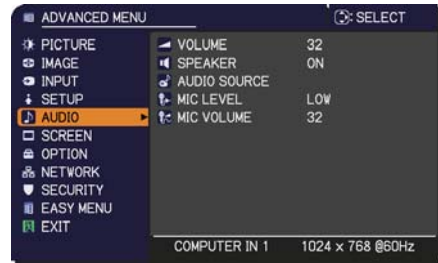 ADVANCED MENU : SELECT
PICTURE
IMAGE
INPUT
SETUP
AUDIO
SCREEN
OPTION
NETWORK
SECURITY
EASY MENU
EXIT
VOLUME 32
SPEAKER ON
AUDIO SOURCE
MIC LEVEL LOW
MIC VOLUME 32
COMPUTER IN 1 1024 x 768 @60Hz